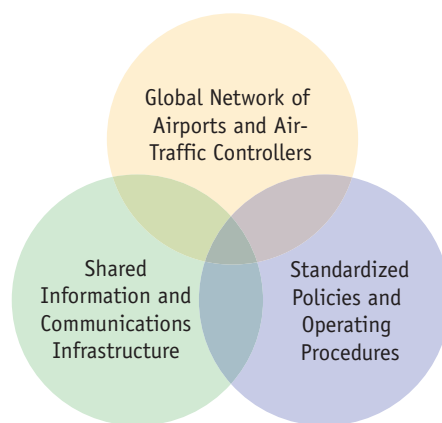 Global Network of
Airports and Air-
Traffic Controllers
Shared
Information and
Communications
Infrastructure
Standardized
Policies and
Operating
Procedures